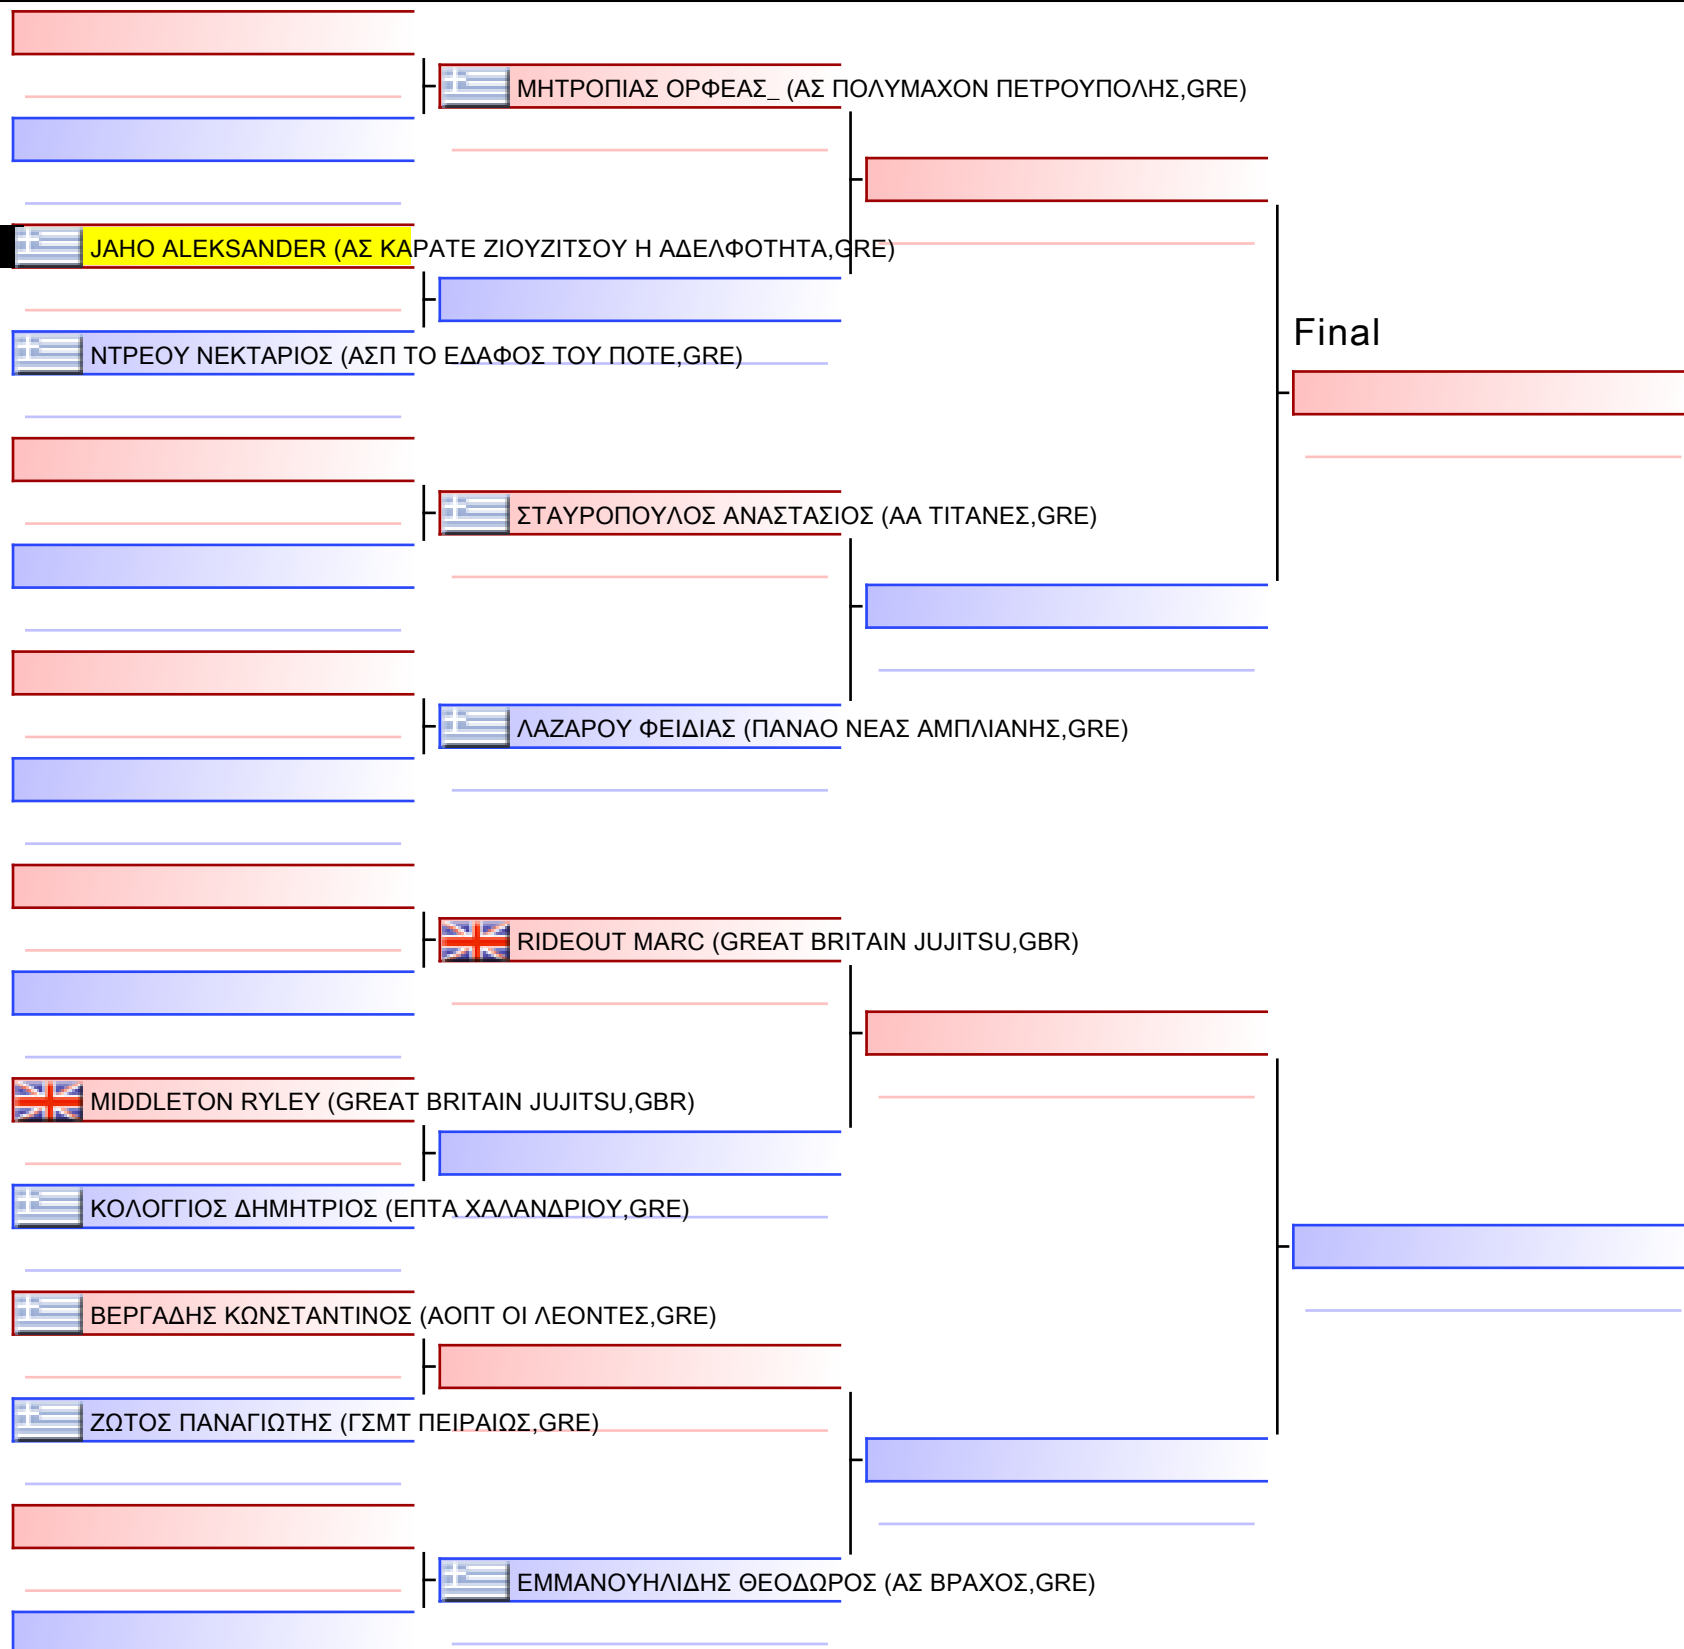 ΜΗΤΡΟΠΙΑΣ ΟΡΦΕΑΣ_ (ΑΣ ΠΟΛΥΜΑΧΟΝ ΠΕΤΡΟΥΠΟΛΗΣ,GRE)
JAHO ALEKSANDER (ΑΣ ΚΑΡΑΤΕ ΖΙΟΥΖΙΤΣΟΥ Η ΑΔΕΛΦΟΤΗΤΑ,GRE)
Final
ΝΤΡΕΟΥ ΝΕΚΤΑΡΙΟΣ (ΑΣΠ ΤΟ ΕΔΑΦΟΣ ΤΟΥ ΠΟΤΕ,GRE)
ΣΤΑΥΡΟΠΟΥΛΟΣ ΑΝΑΣΤΑΣΙΟΣ (ΑΑ ΤΙΤΑΝΕΣ,GRE)
ΛΑΖΑΡΟΥ ΦΕΙΔΙΑΣ (ΠΑΝΑΟ ΝΕΑΣ ΑΜΠΛΙΑΝΗΣ,GRE)
RIDEOUT MARC (GREAT BRITAIN JUJITSU,GBR)
MIDDLETON RYLEY (GREAT BRITAIN JUJITSU,GBR)
ΚΟΛΟΓΓΙΟΣ ΔΗΜΗΤΡΙΟΣ (ΕΠΤΑ ΧΑΛΑΝΔΡΙΟΥ,GRE)
ΒΕΡΓΑΔΗΣ ΚΩΝΣΤΑΝΤΙΝΟΣ (ΑΟΠΤ ΟΙ ΛΕΟΝΤΕΣ,GRE)
ΖΩΤΟΣ ΠΑΝΑΓΙΩΤΗΣ (ΓΣΜΤ ΠΕΙΡΑΙΩΣ,GRE)
ΕΜΜΑΝΟΥΗΛΙΔΗΣ ΘΕΟΔΩΡΟΣ (ΑΣ ΒΡΑΧΟΣ,GRE)